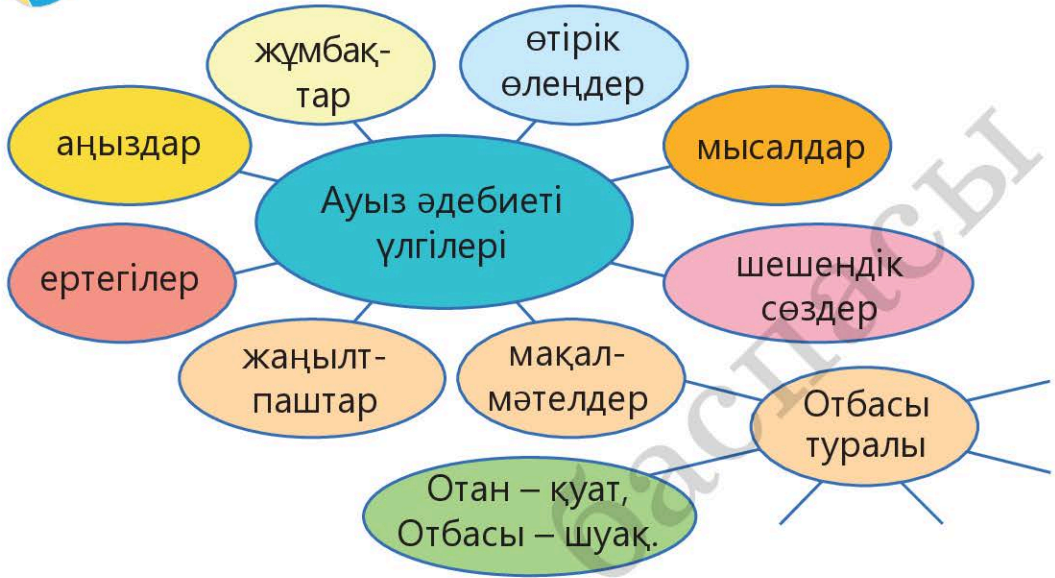 жұмбақ-
тар
өтірік
өлеңдер
аңыздар
мысалдар
Ауыз әдебиеті
үлгілері
ертегілер
шешендік
сөздер
жаңылт-
паштар
мақал-
мәтелдер
Отбасы
туралы
Отан – қуат,
Отбасы – шуақ.
баспасы